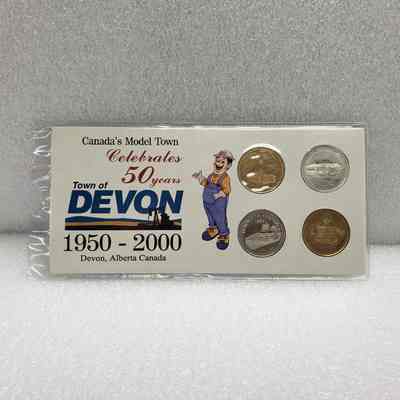 Canada's Model Town
Celebrates
50 years
Town of
DEVON
1950 - 2000
Devon, Alberta Canada